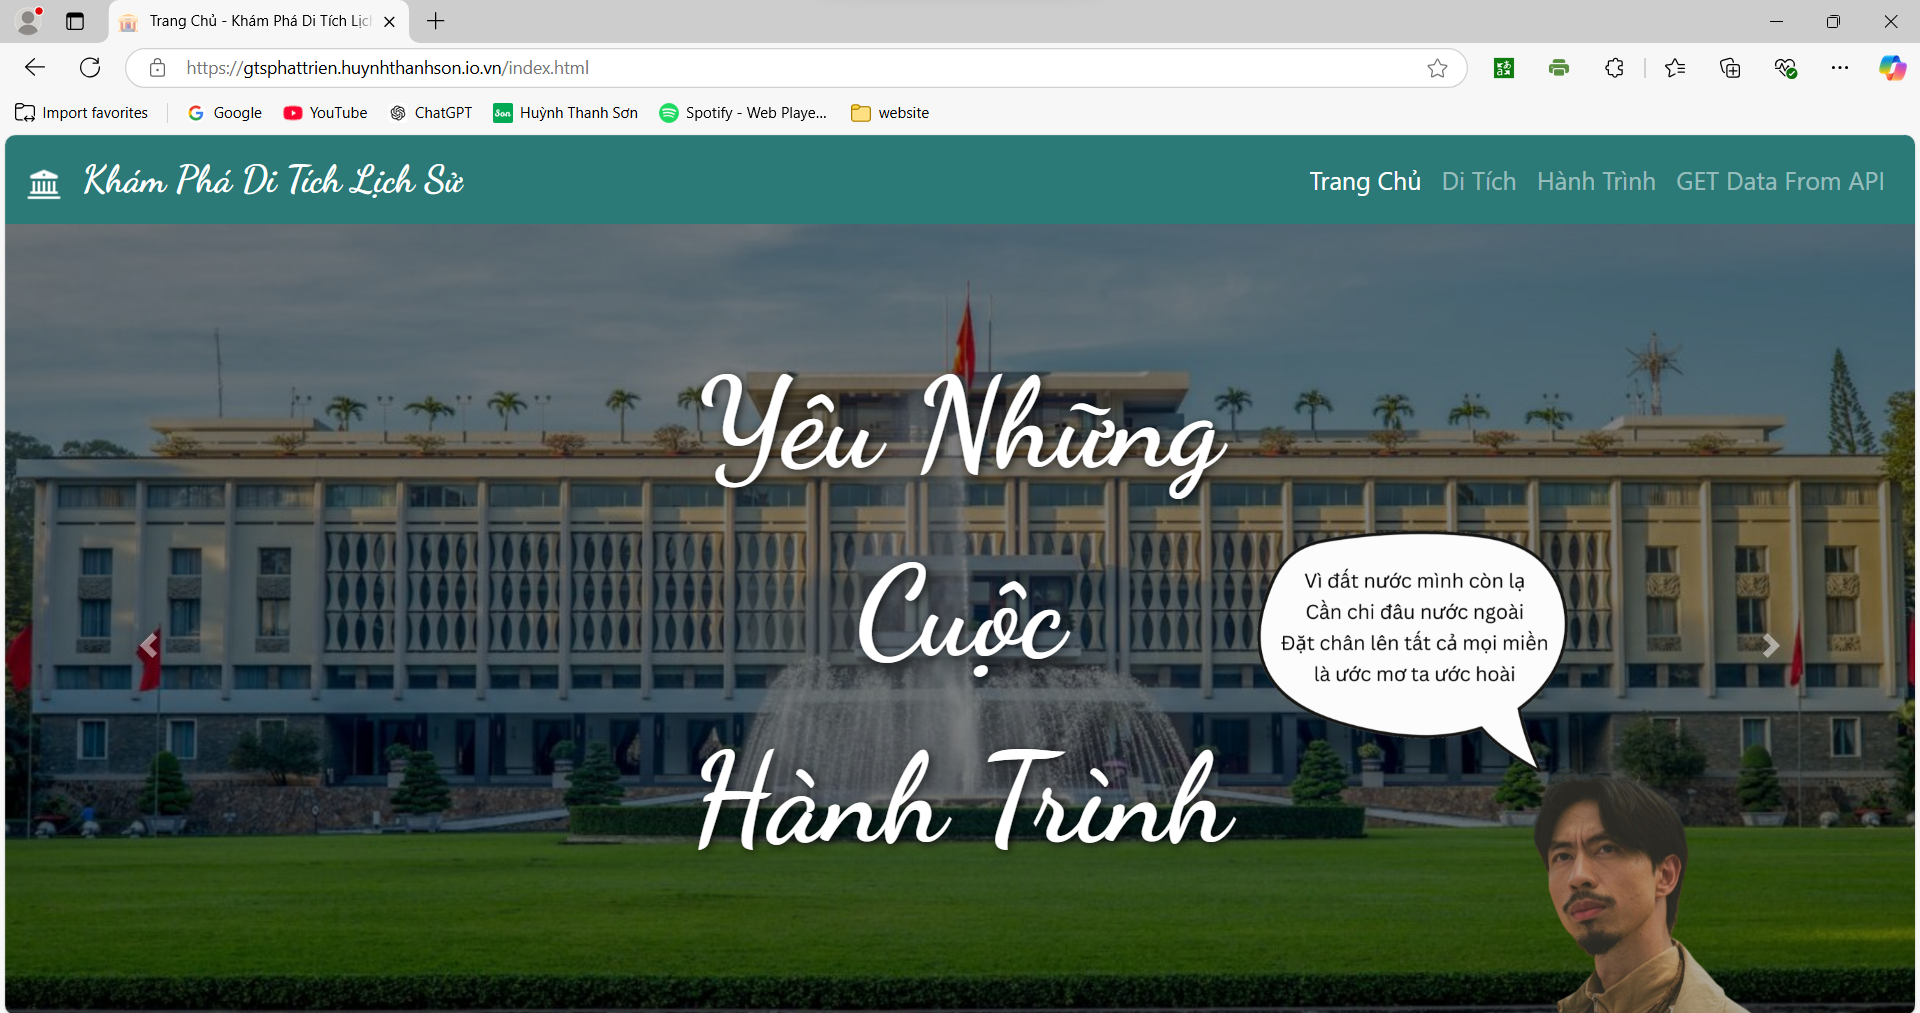 Trang Chủ - Khám Phá Di Tích Lịc
https://gtsphattrien.huynhthanhson.io.vn/index.html
Import favorites
Google
YouTube
ChatGPT
Son
Huỳnh Thanh Sơn
Spotify - Web Playe...
website
Khám Phá Di Tích Lịch Sử
Trang Chủ
Di Tích
Hành Trình
GET Data From API
Yêu Những
Cuộc
Hành Trình
Vì đất nước mình còn lạ
Cần chi đâu nước ngoài
Đặt chân lên tất cả mọi miền
là ước mơ ta ước hoài